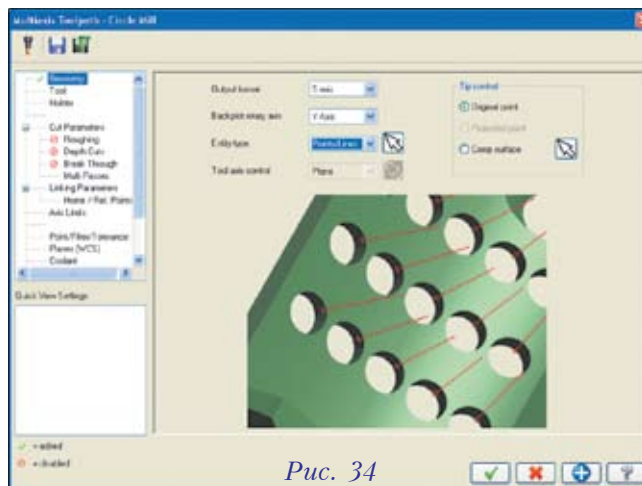 Multiaxis Toolpath - Circle Mill
Geometry
Tool
Holder
Cut Parameters
Roughing
Depth Cuts
Break Through
Multi Passes
Linking Parameters
Home / Ref. Points
Axis Limits
Point/Filter/Tolerance
Planes (WCS)
Coolant
Quick View Settings
= edited
= disabled
Output format
5 axis
Backplot rotary axis
Y Axis
Entity type
Points/Lines
Tool axis control
Plane
Tip control
Original point
Projected point
Comp surface
Рис. 34